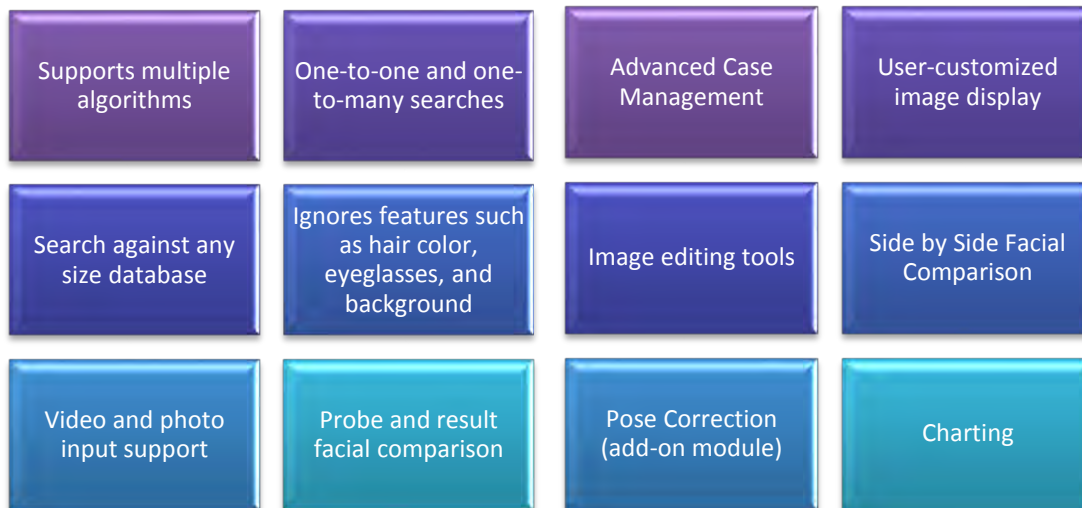 Supports multiple
algorithms
One-to-one and one-
to-many searches
Advanced Case
Management
User-customized
image display
Search against any
size database
Ignores features such
as hair color,
eyeglasses, and
background
Image editing tools
Side by Side Facial
Comparison
Video and photo
input support
Probe and result
facial comparison
Pose Correction
(add-on module)
Charting